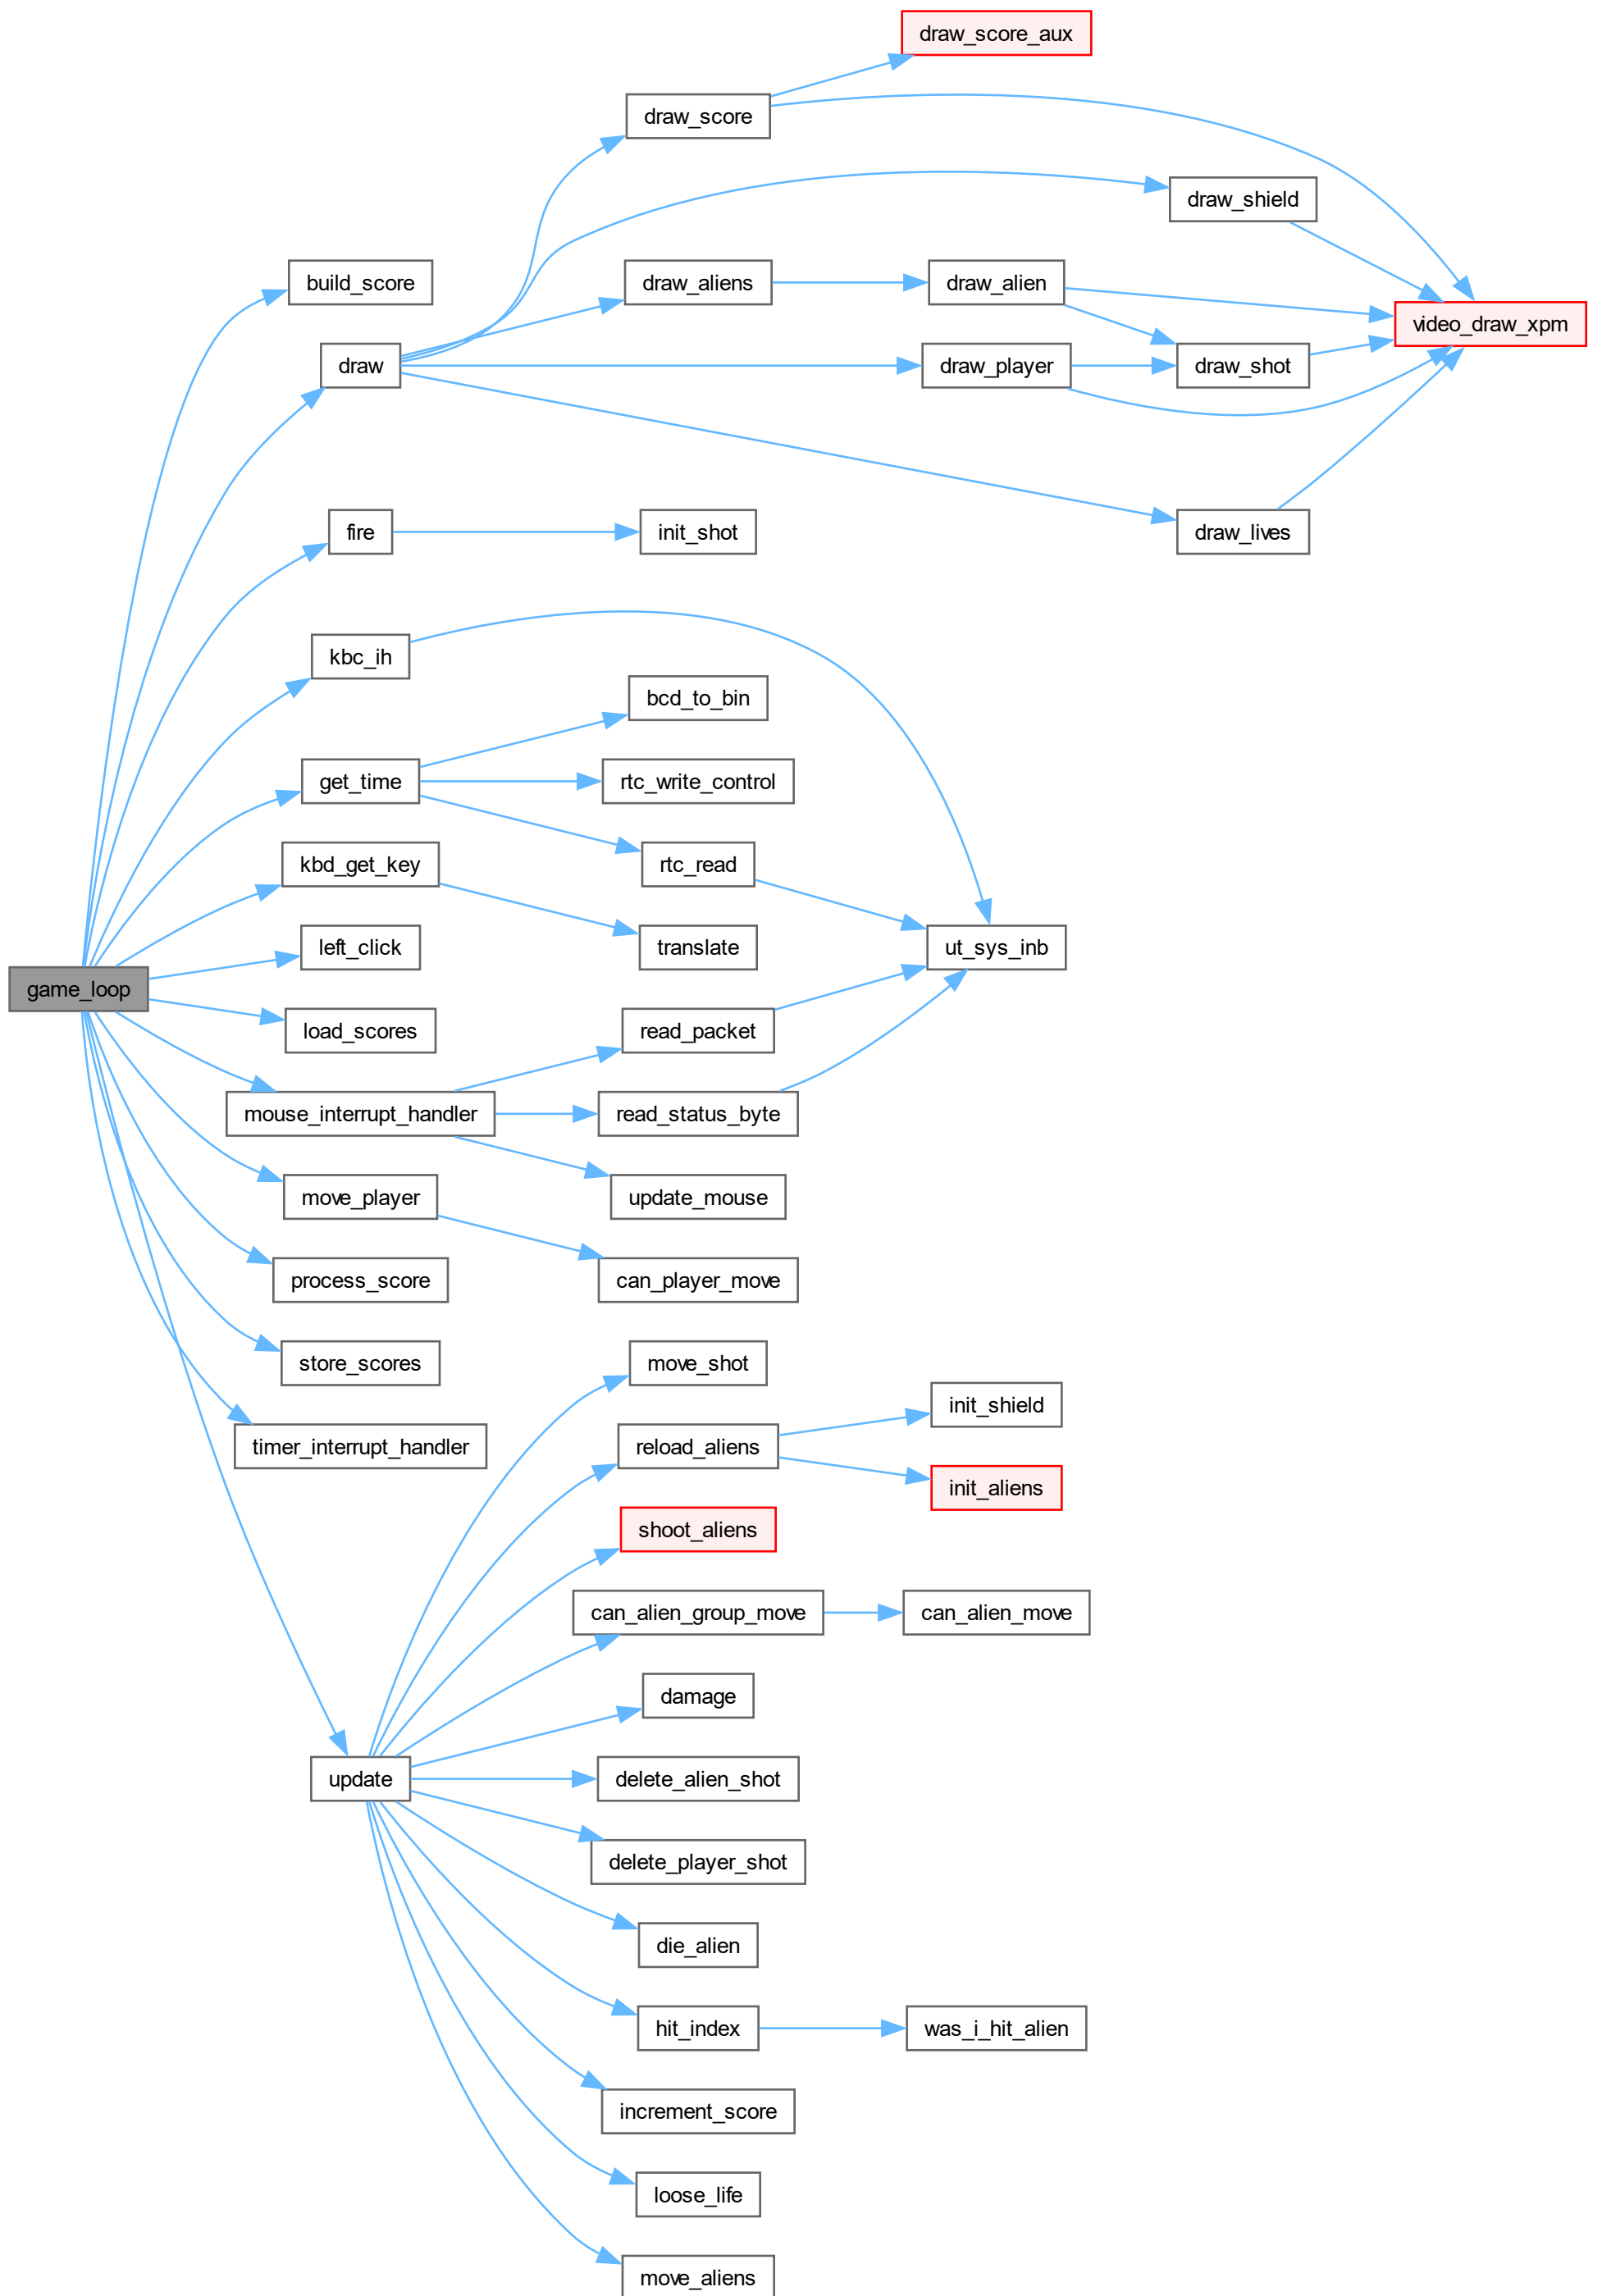 draw_score_aux
draw_score
draw_shield
build_score
draw_aliens
draw_alien
video_draw_xpm
draw
draw_player
draw_shot
fire
init_shot
draw_lives
kbc_ih
bcd_to_bin
get_time
rtc_write_control
kbd_get_key
rtc_read
left_click
translate
ut_sys_inb
game_loop
load_scores
read_packet
mouse_interrupt_handler
read_status_byte
move_player
update_mouse
process_score
can_player_move
store_scores
move_shot
init_shield
timer_interrupt_handler
reload_aliens
init_aliens
shoot_aliens
can_alien_group_move
can_alien_move
damage
update
delete_alien_shot
delete_player_shot
die_alien
hit_index
was_i_hit_alien
increment_score
loose_life
move_aliens